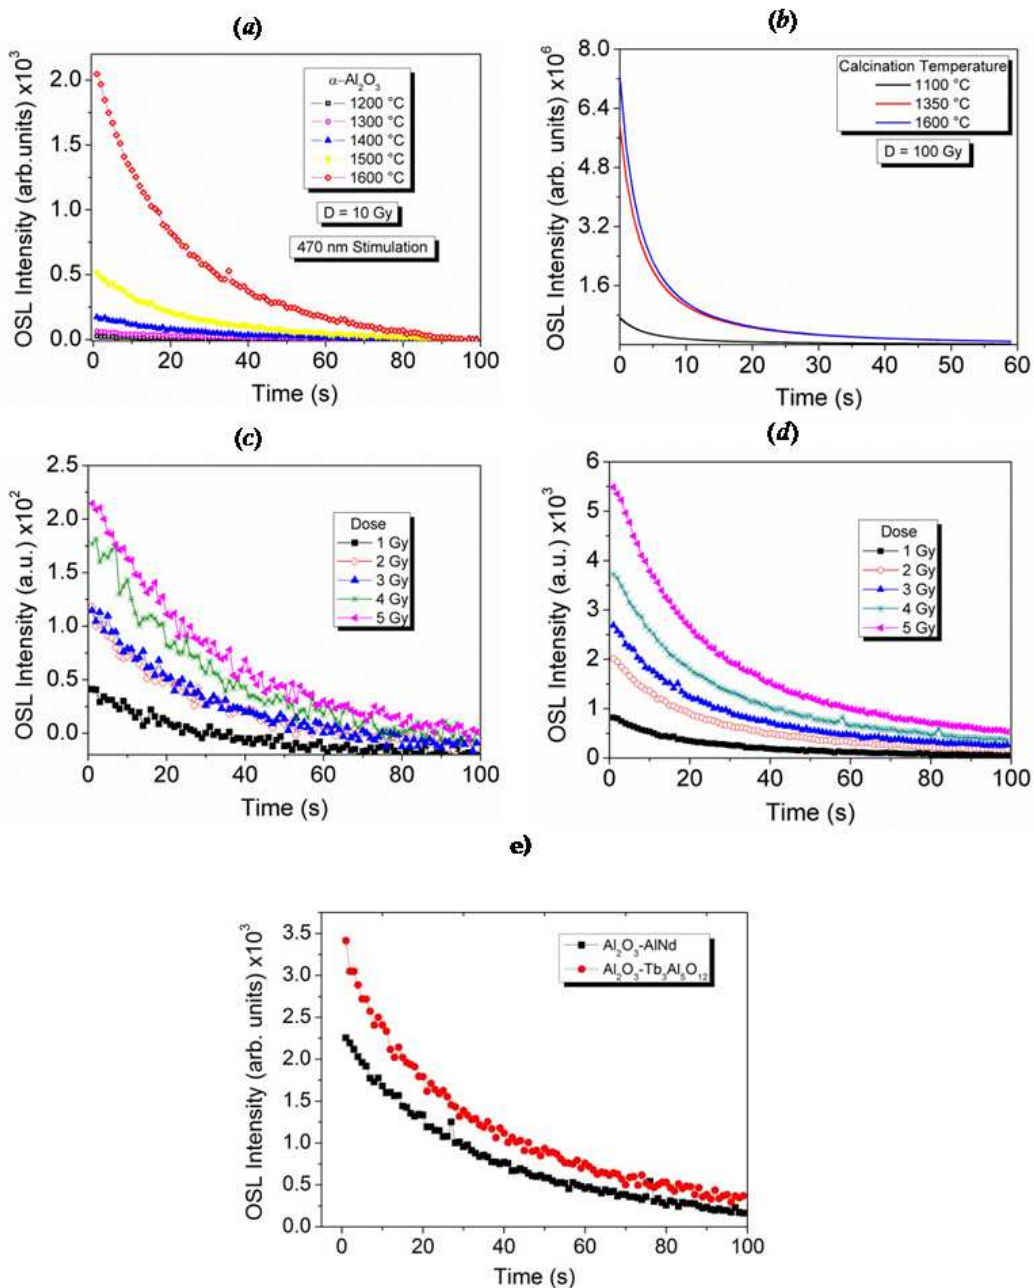 (a)
OSL Intensity (arb.units) x10³
2.0
1.5
1.0
0.5
0.0
α–Al₂O₃
1200 °C
1300 °C
1400 °C
1500 °C
1600 °C
D = 10 Gy
470 nm Stimulation
0 20 40 60 80 100
Time (s)
(b)
OSL Intensity (arb. units) x10⁶
8.0
6.4
4.8
3.2
1.6
Calcination Temperature
1100 °C
1350 °C
1600 °C
D = 100 Gy
0 10 20 30 40 50 60
Time (s)
(c)
OSL Intensity (a.u.) x10²
2.5
2.0
1.5
1.0
0.5
0.0
Dose
1 Gy
2 Gy
3 Gy
4 Gy
5 Gy
0 20 40 60 80 100
Time (s)
(d)
OSL Intensity (a.u.) x10³
6
5
4
3
2
1
0
Dose
1 Gy
2 Gy
3 Gy
4 Gy
5 Gy
0 20 40 60 80 100
Time (s)
e)
OSL Intensity (arb. units) x10³
3.5
3.0
2.5
2.0
1.5
1.0
0.5
0.0
Al₂O₃-AlNd
Al₂O₃-Tb₃Al₅O₁₂
0 20 40 60 80 100
Time (s)